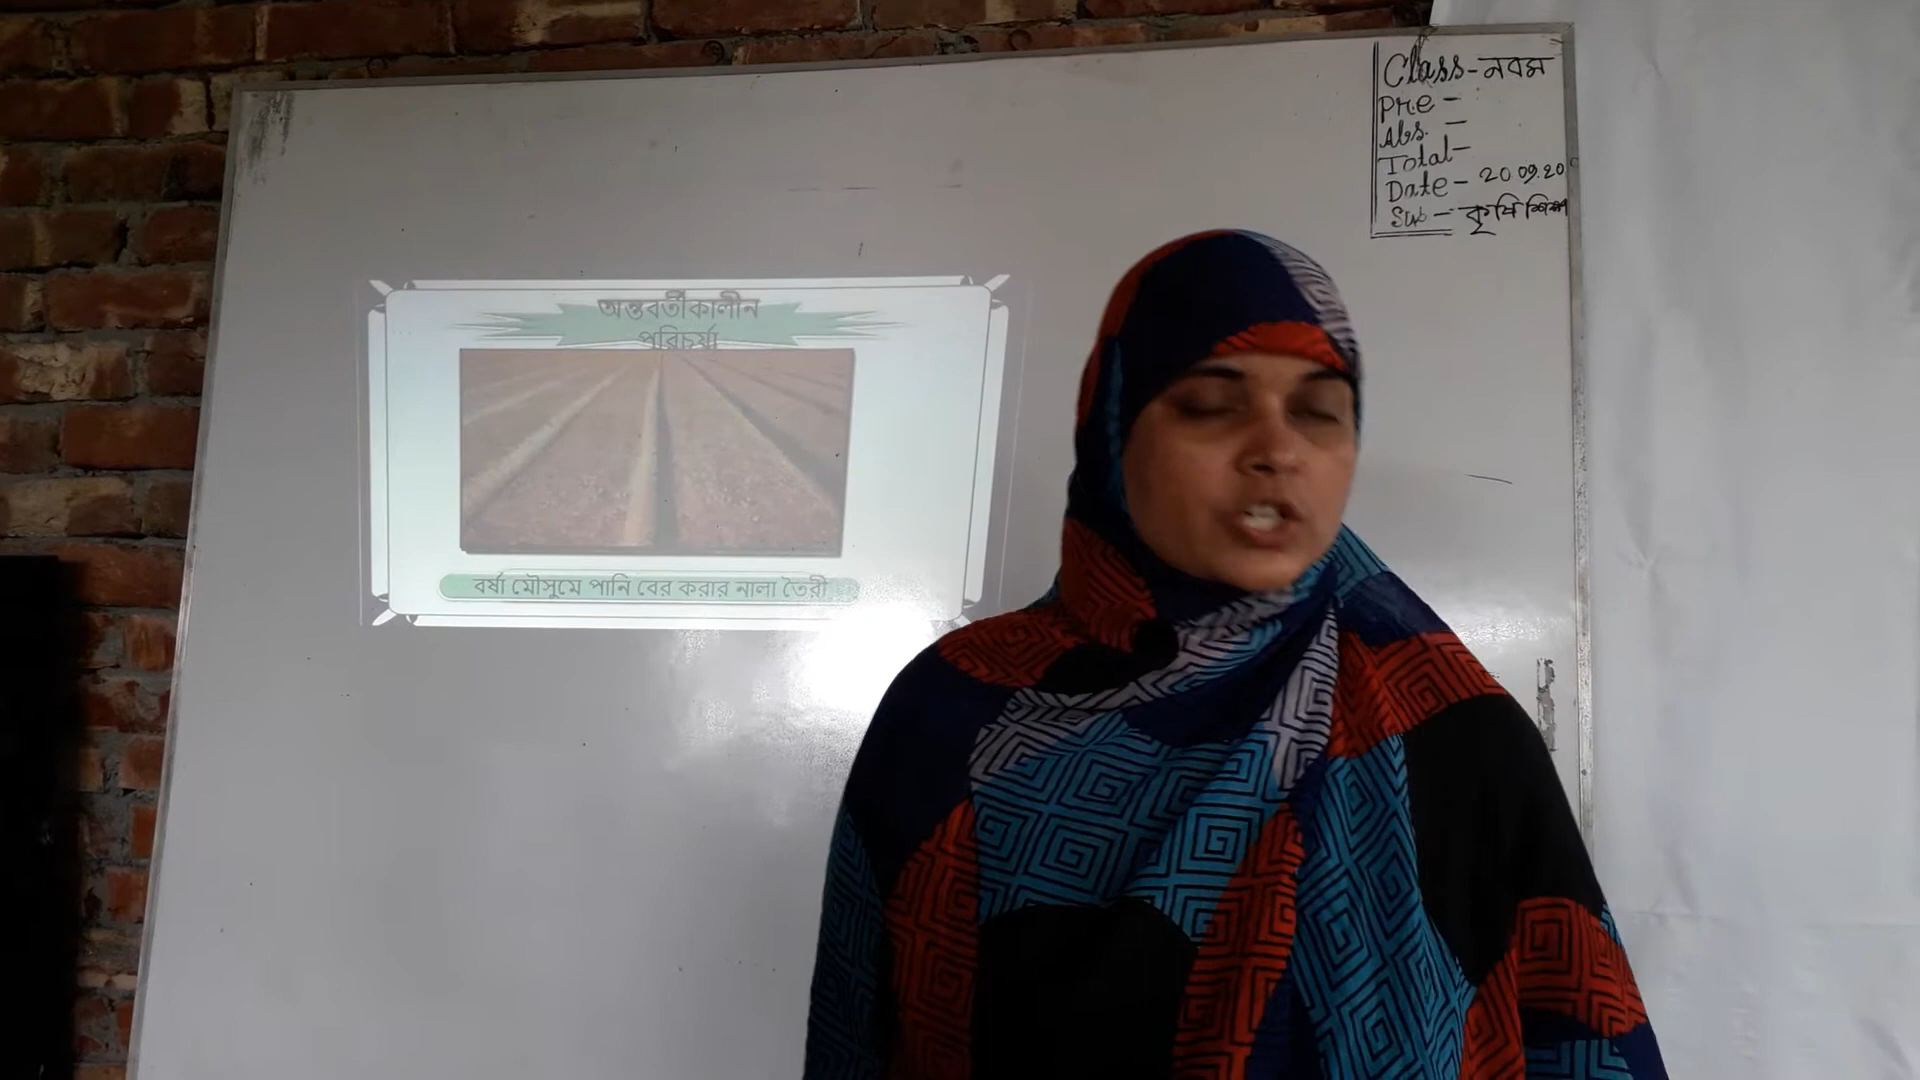 অন্তবর্তীকালীন
পরিচর্যা
বর্ষা মৌসুমে পানি বের করার নালা তৈরী
Class-নবম
Pre -
Abs. -
Total-
Date - 20.09.20
Sub - কৃষি শিক্ষা